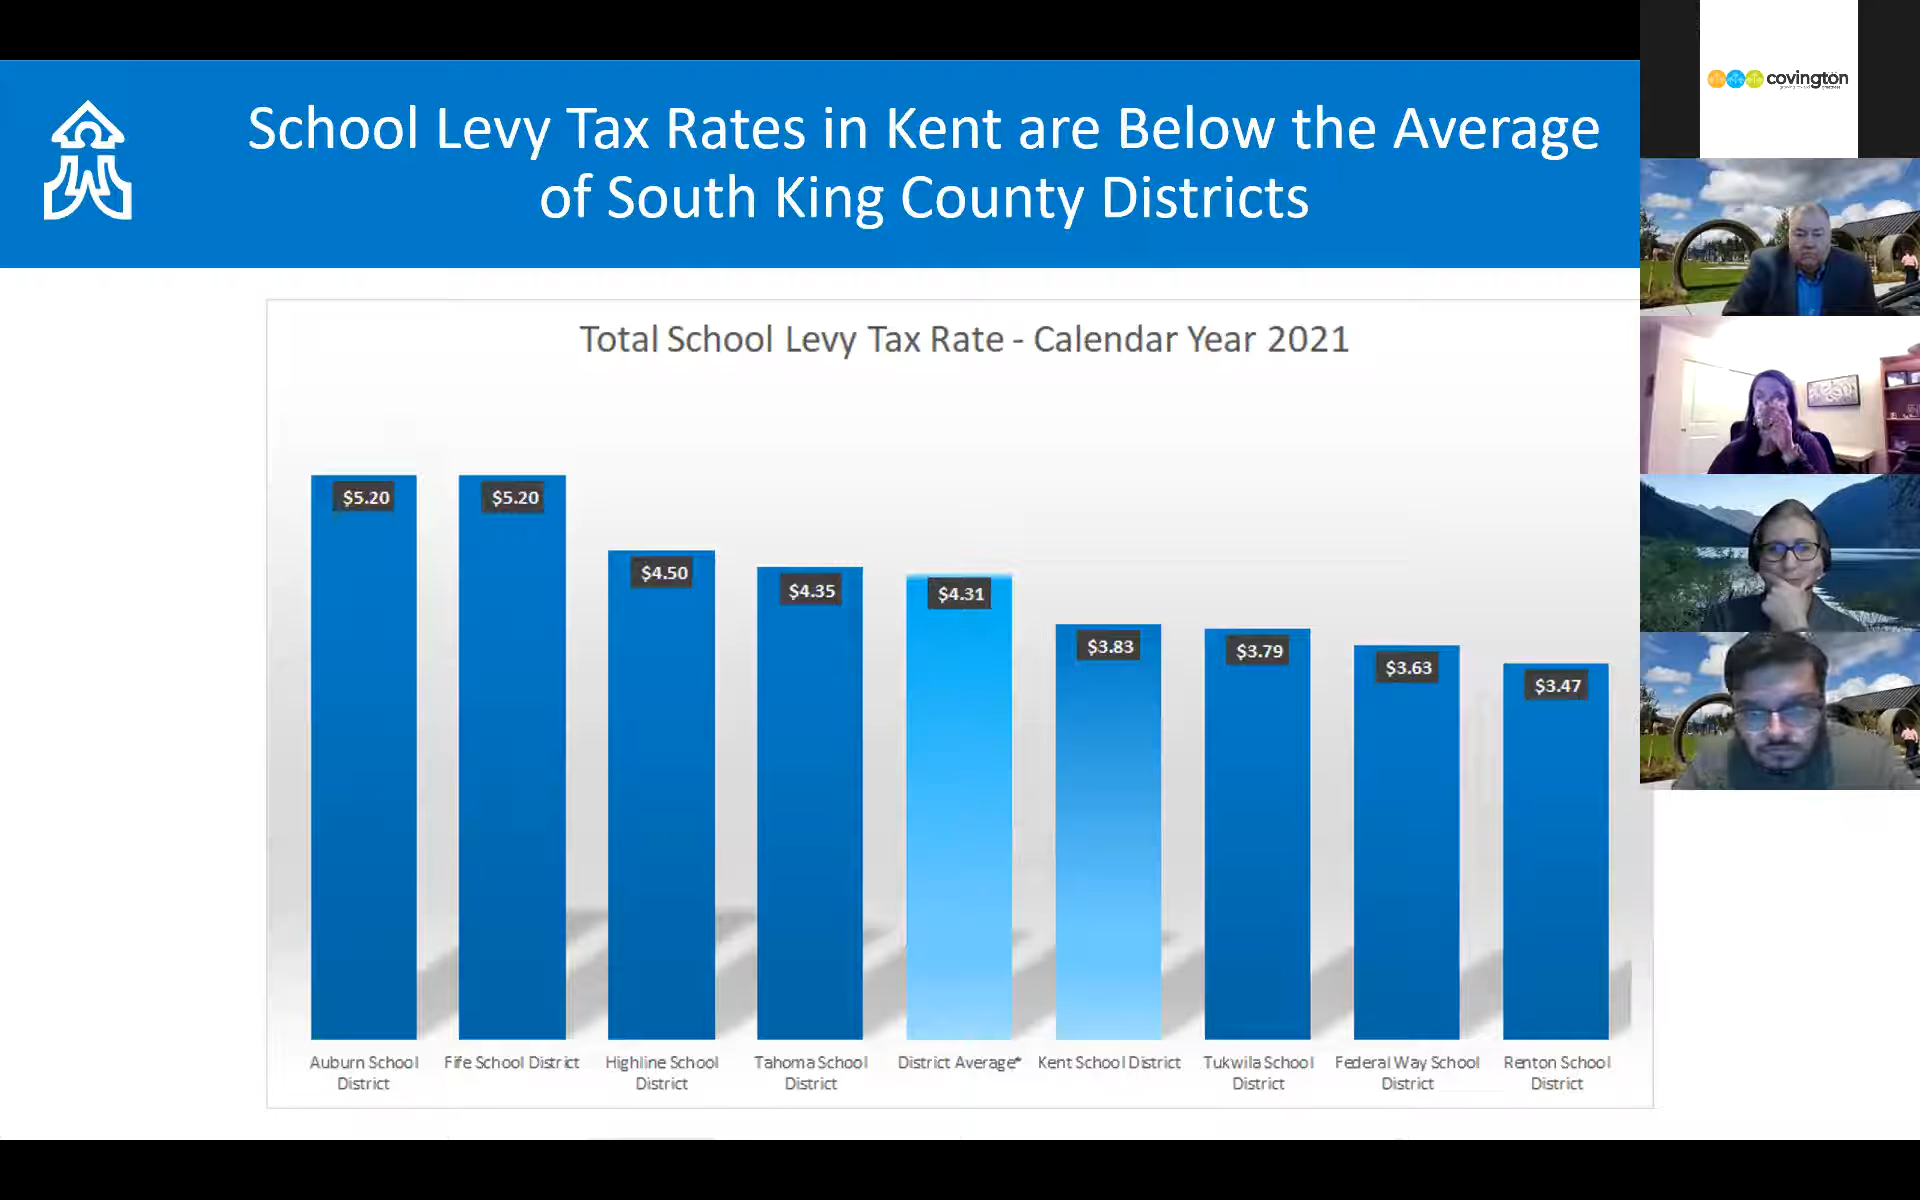 School Levy Tax Rates in Kent are Below the Average
of South King County Districts
covington
Total School Levy Tax Rate - Calendar Year 2021
$5.20
$5.20
$4.50
$4.35
$4.31
$3.83
$3.79
$3.63
$3.47
Auburn School
District
Fife School District
Highline School
District
Tahoma School
District
District Average*
Kent School District
Tukwila School
District
Federal Way School
District
Renton School
District